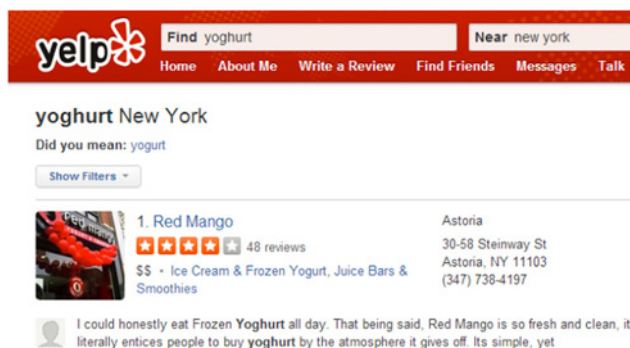 yelp Find yoghurt Near new york
Home About Me Write a Review Find Friends Messages Talk
yoghurt New York
Did you mean: yogurt
Show Filters
Red Mango
1. Red Mango
48 reviews
$$ • Ice Cream & Frozen Yogurt, Juice Bars &
Smoothies
Astoria
30-58 Steinway St
Astoria, NY 11103
(347) 738-4197
I could honestly eat Frozen Yoghurt all day. That being said, Red Mango is so fresh and clean, it
literally entices people to buy yoghurt by the atmosphere it gives off. Its simple, yet